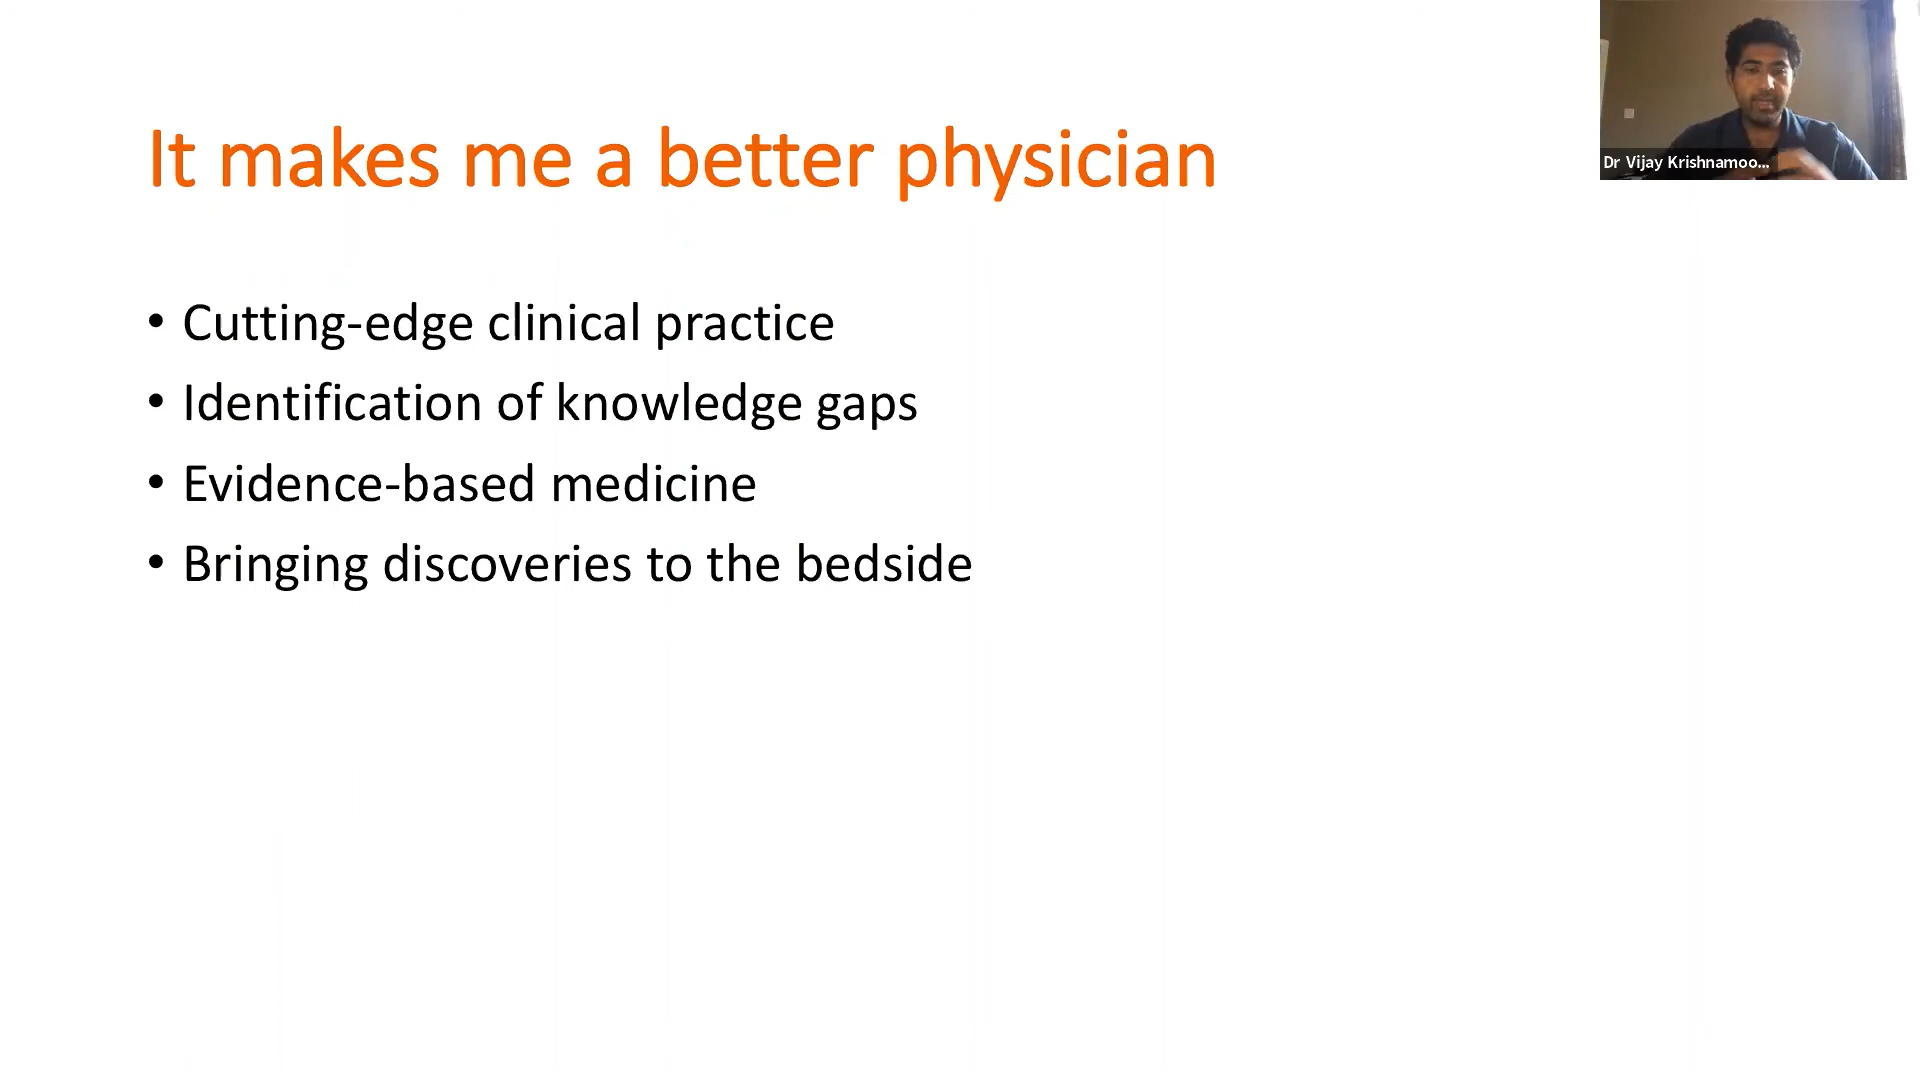 It makes me a better physician
• Cutting-edge clinical practice
• Identification of knowledge gaps
• Evidence-based medicine
• Bringing discoveries to the bedside
Dr Vijay Krishnamoo...